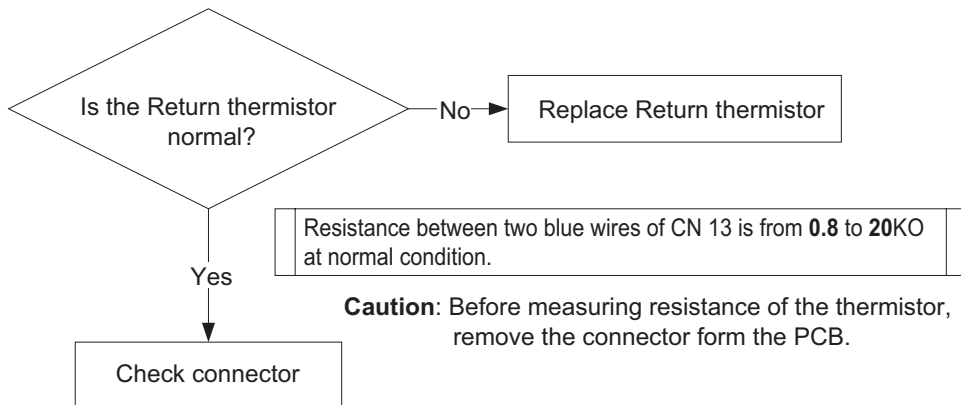 Is the Return thermistor
normal?
No
Replace Return thermistor
Resistance between two blue wires of CN 13 is from 0.8 to 20KO
at normal condition.
Yes
Caution: Before measuring resistance of the thermistor,
remove the connector form the PCB.
Check connector